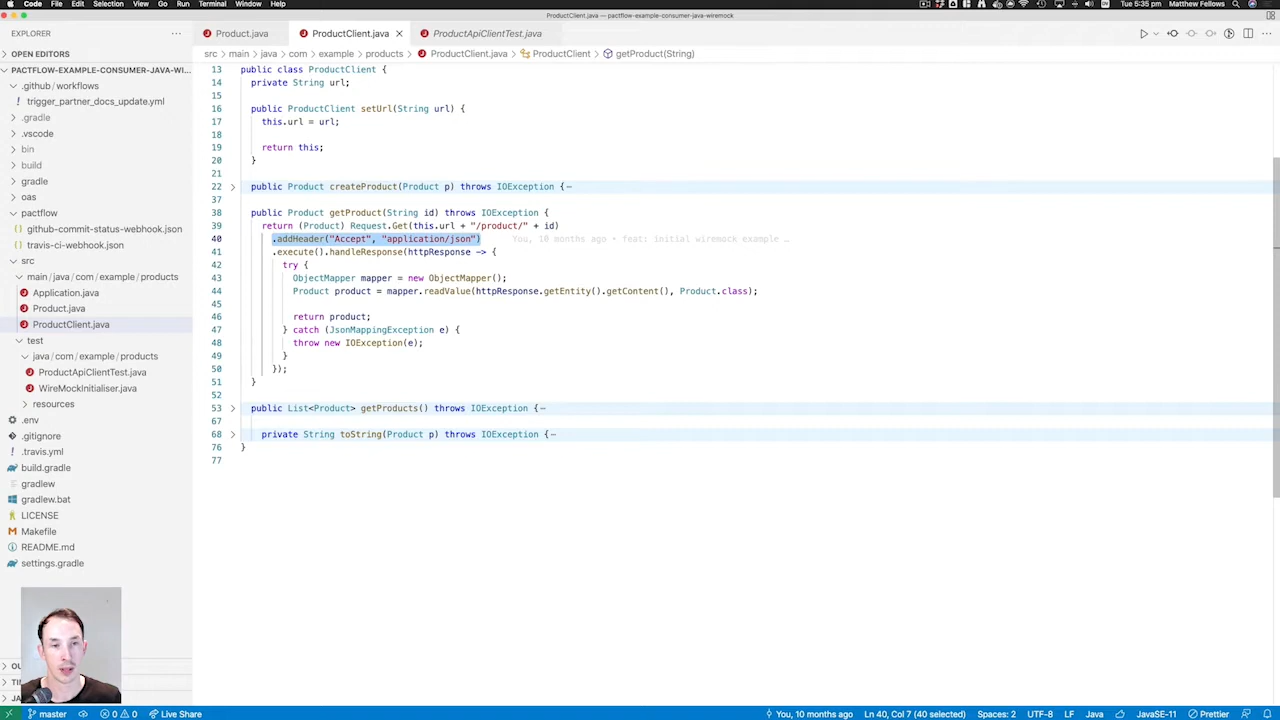 Code File Edit Selection View Go Run Terminal Window Help Tue 5:35 pm Matthew Fellows
ProductClient.java — pactflow-example-consumer-java-wiremock
EXPLORER
Product.java ProductClient.java ProductApiClientTest.java
src > main > java > com > example > products > ProductClient.java > ProductClient > getProduct(String)
OPEN EDITORS
PACTFLOW-EXAMPLE-CONSUMER-JAVA-WI...
.github/workflows
trigger_partner_docs_update.yml
.gradle
.vscode
bin
build
gradle
oas
pactflow
github-commit-status-webhook.json
travis-ci-webhook.json
src
main/java/com/example/products
Application.java
Product.java
ProductClient.java
test
java/com/example/products
ProductApiClientTest.java
WireMockInitialiser.java
resources
.env
.gitignore
.travis.yml
build.gradle
gradlew
gradlew.bat
LICENSE
Makefile
README.md
settings.gradle
13 public class ProductClient {
14 private String url;
15
16 public ProductClient setUrl(String url) {
17 this.url = url;
18
19 return this;
20 }
21
22 public Product createProduct(Product p) throws IOException {
37
38 public Product getProduct(String id) throws IOException {
39 return (Product) Request.Get(this.url + "/product/" + id)
40 .addHeader("Accept", "application/json") You, 10 months ago • feat: initial wiremock example …
41 .execute().handleResponse(httpResponse -> {
42 try {
43 ObjectMapper mapper = new ObjectMapper();
44 Product product = mapper.readValue(httpResponse.getEntity().getContent(), Product.class);
45
46 return product;
47 } catch (JsonMappingException e) {
48 throw new IOException(e);
49 }
50 });
51 }
52
53 public List<Product> getProducts() throws IOException {
67
68 private String toString(Product p) throws IOException {
76 }
77
master 0 0 Live Share You, 10 months ago Ln 40, Col 7 (40 selected) Spaces: 2 UTF-8 LF Java JavaSE-11 Prettier